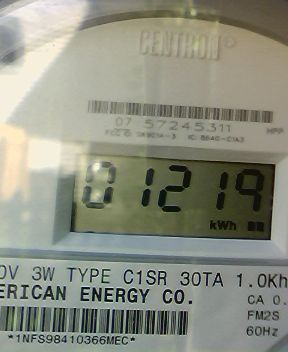 CENTRON®
07 57245311
HPP
01219
kWh
0V 3W TYPE C1SR 30TA 1.0Kh
ERICAN ENERGY CO.
CA 0.
FM2S
60Hz
*1NFS98410366MEC*